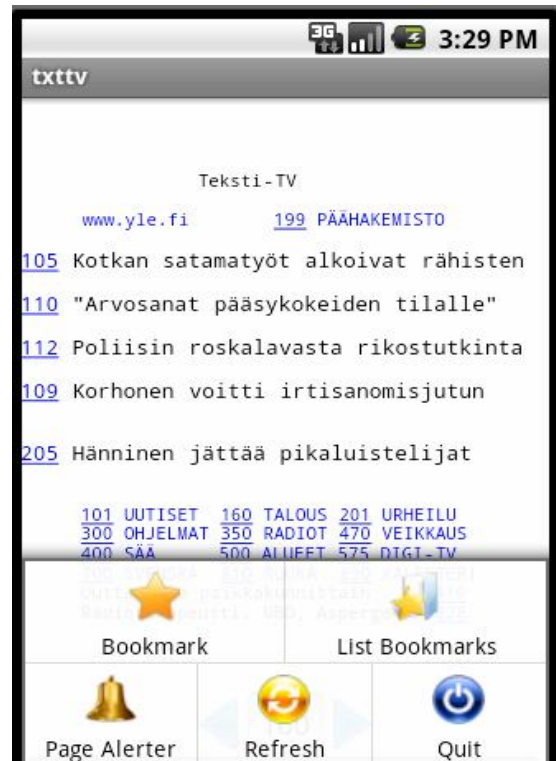 3G 3:29 PM
txttv
Teksti-TV
www.yle.fi 199 PÄÄHAKEMISTO
105 Kotkan satamatyöt alkoivat rähisten
110 "Arvosanat pääsykokeiden tilalle"
112 Poliisin roskalavasta rikostutkinta
109 Korhonen voitti irtisanomisjutun
205 Hänninen jättää pikaluistelijat
101 UUTISET 160 TALOUS 201 URHEILU
300 OHJELMAT 350 RADIOT 470 VEIKKAUS
400 SÄÄ 500 ALUEET 575 DIGI-TV
Bookmark List Bookmarks
Page Alerter Refresh Quit